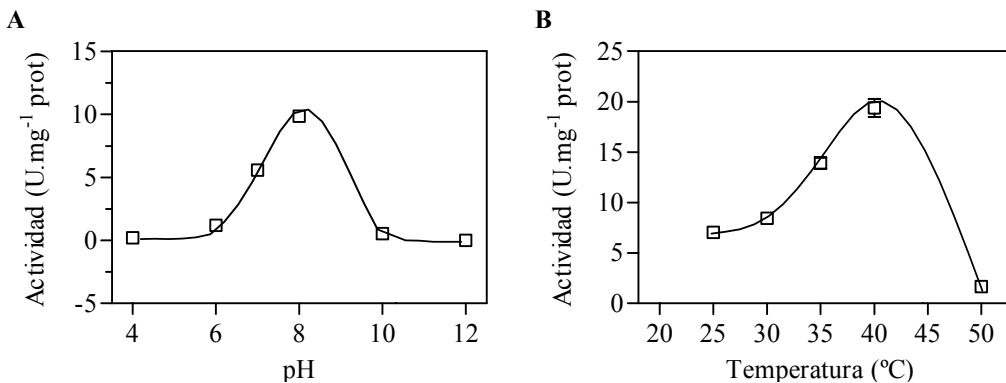 A
Actividad (U.mg⁻¹ prot)
15
10
5
0
-5
4 6 8 10 12
pH
B
Actividad (U.mg⁻¹ prot)
25
20
15
10
5
0
20 25 30 35 40 45 50
Temperatura (ºC)